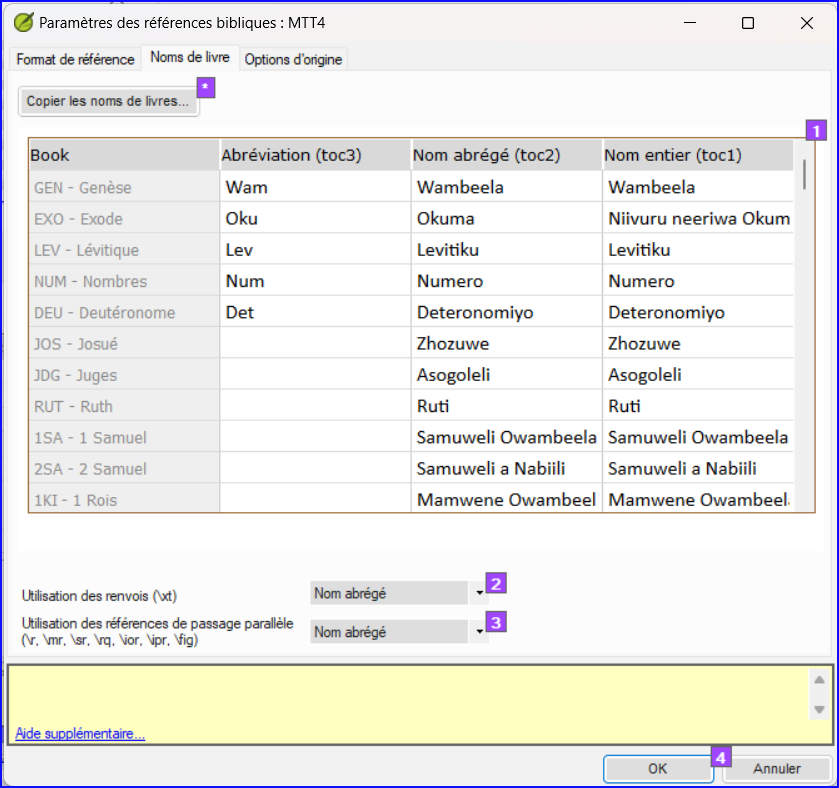 Paramètres des références bibliques : MTT4
Format de référence Noms de livre Options d'origine
Copier les noms de livres... *
1
Book Abréviation (toc3) Nom abrégé (toc2) Nom entier (toc1)
GEN - Genèse Wam Wambeela Wambeela
EXO - Exode Oku Okuma Niivuru neeriwa Okum
LEV - Lévitique Lev Levitiku Levitiku
NUM - Nombres Num Numero Numero
DEU - Deutéronome Det Deteronomiyo Deteronomiyo
JOS - Josué Zhozuwe Zhozuwe
JDG - Juges Asogoleli Asogoleli
RUT - Ruth Ruti Ruti
1SA - 1 Samuel Samuweli Owambeela Samuweli Owambeela
2SA - 2 Samuel Samuweli a Nabiili Samuweli a Nabiili
1KI - 1 Rois Mamwene Owambeel Mamwene Owambeel
Utilisation des renvois (\xt) Nom abrégé 2
Utilisation des références de passage parallèle
(\r, \mr, \sr, \rq, \ior, \ipr, \fig) Nom abrégé 3
Aide supplémentaire...
OK 4 Annuler